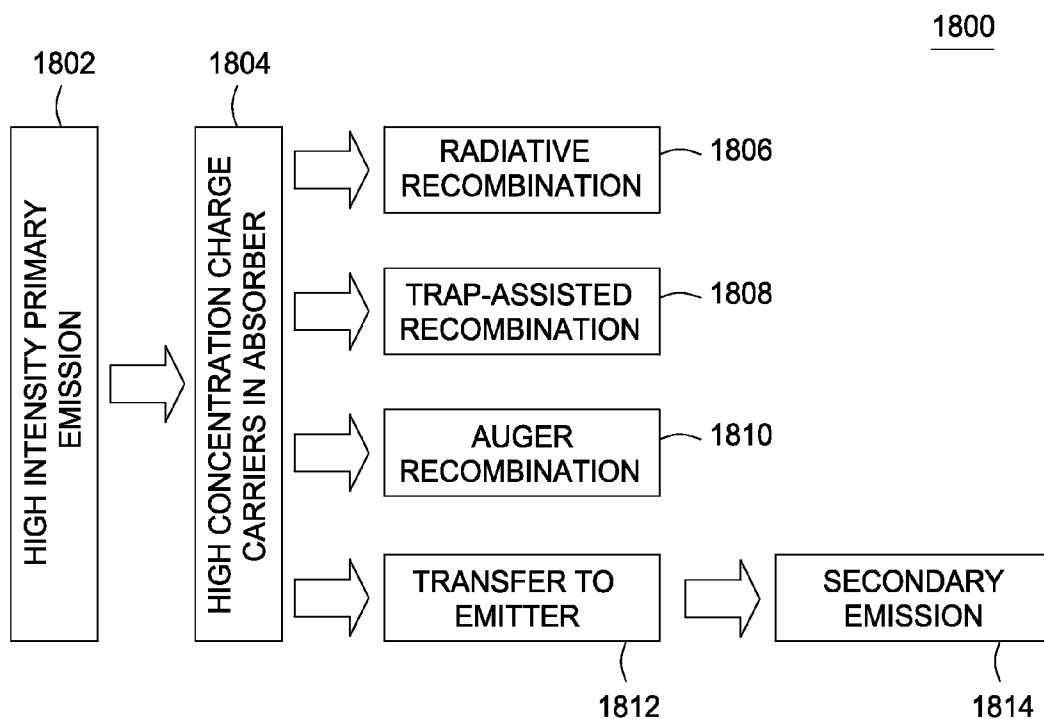 1800
1802
1804
HIGH INTENSITY PRIMARY
EMISSION
HIGH CONCENTRATION CHARGE
CARRIERS IN ABSORBER
RADIATIVE
RECOMBINATION
1806
TRAP-ASSISTED
RECOMBINATION
1808
AUGER
RECOMBINATION
1810
TRANSFER TO
EMITTER
1812
SECONDARY
EMISSION
1814